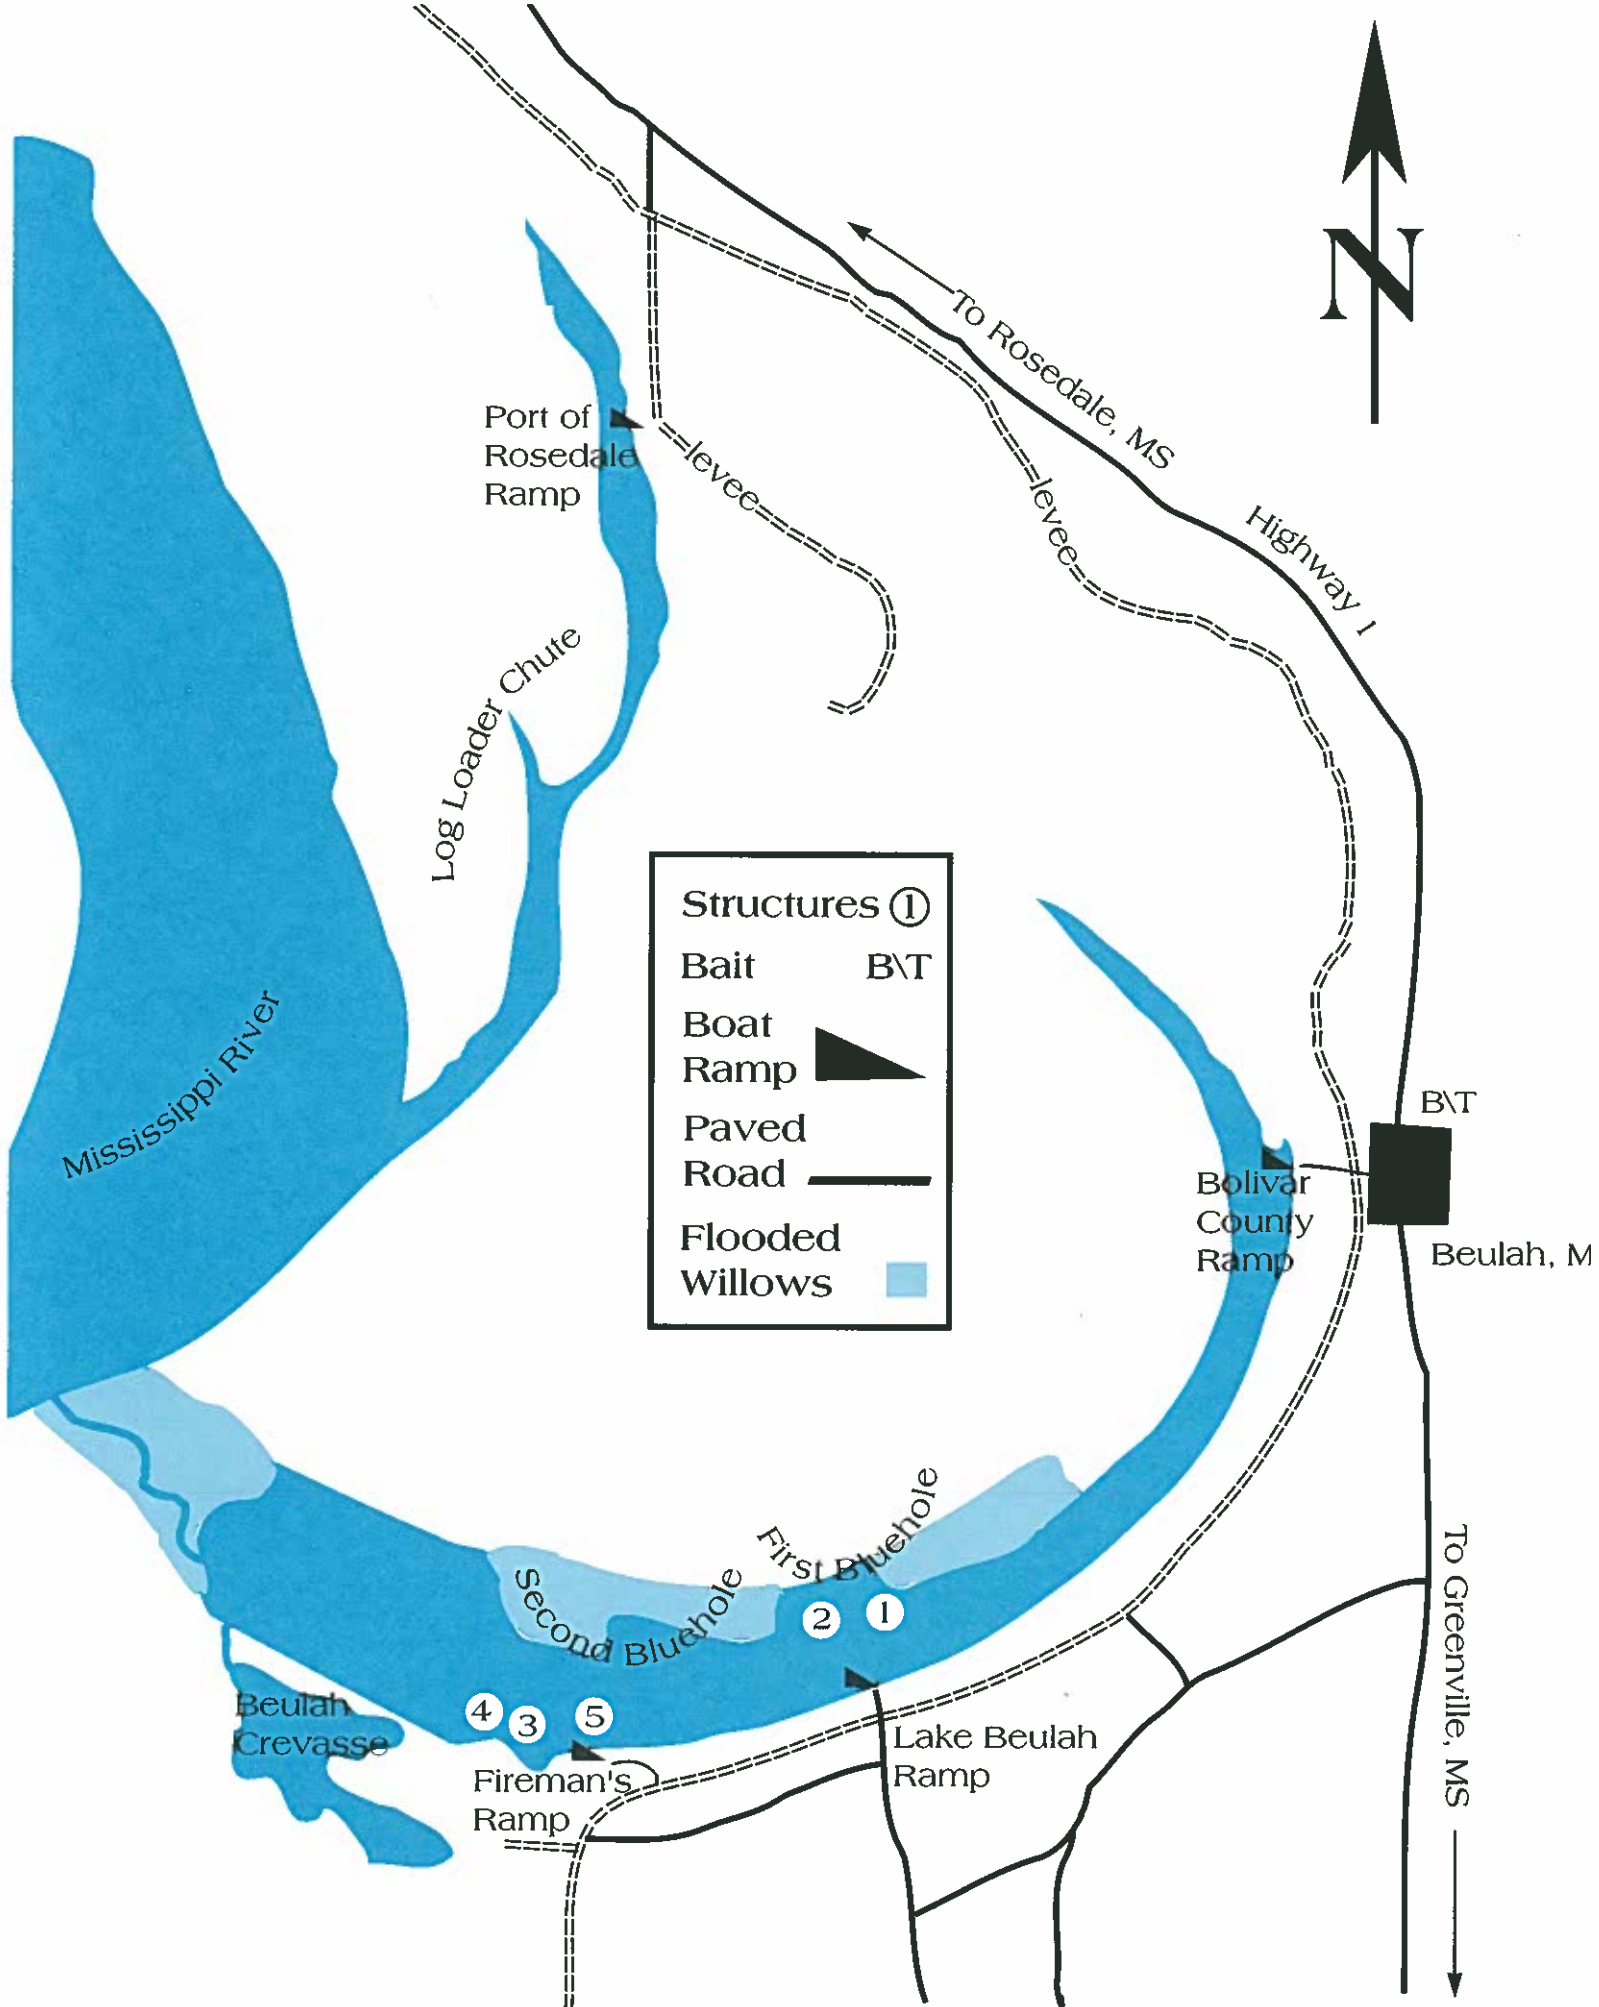 N
To Rosedale, MS
Port of
Rosedale
Ramp
levee
levee
Highway 1
Log Loader Chute
Structures 1
Bait B\T
Boat
Ramp
Paved
Road
Flooded
Willows
Mississippi River
B\T
Bolivar
County
Ramp
Beulah, M
First Bluehole
Second Bluehole
2
1
To Greenville, MS
4
3
5
Beulah
Crevasse
Lake Beulah
Ramp
Fireman's
Ramp